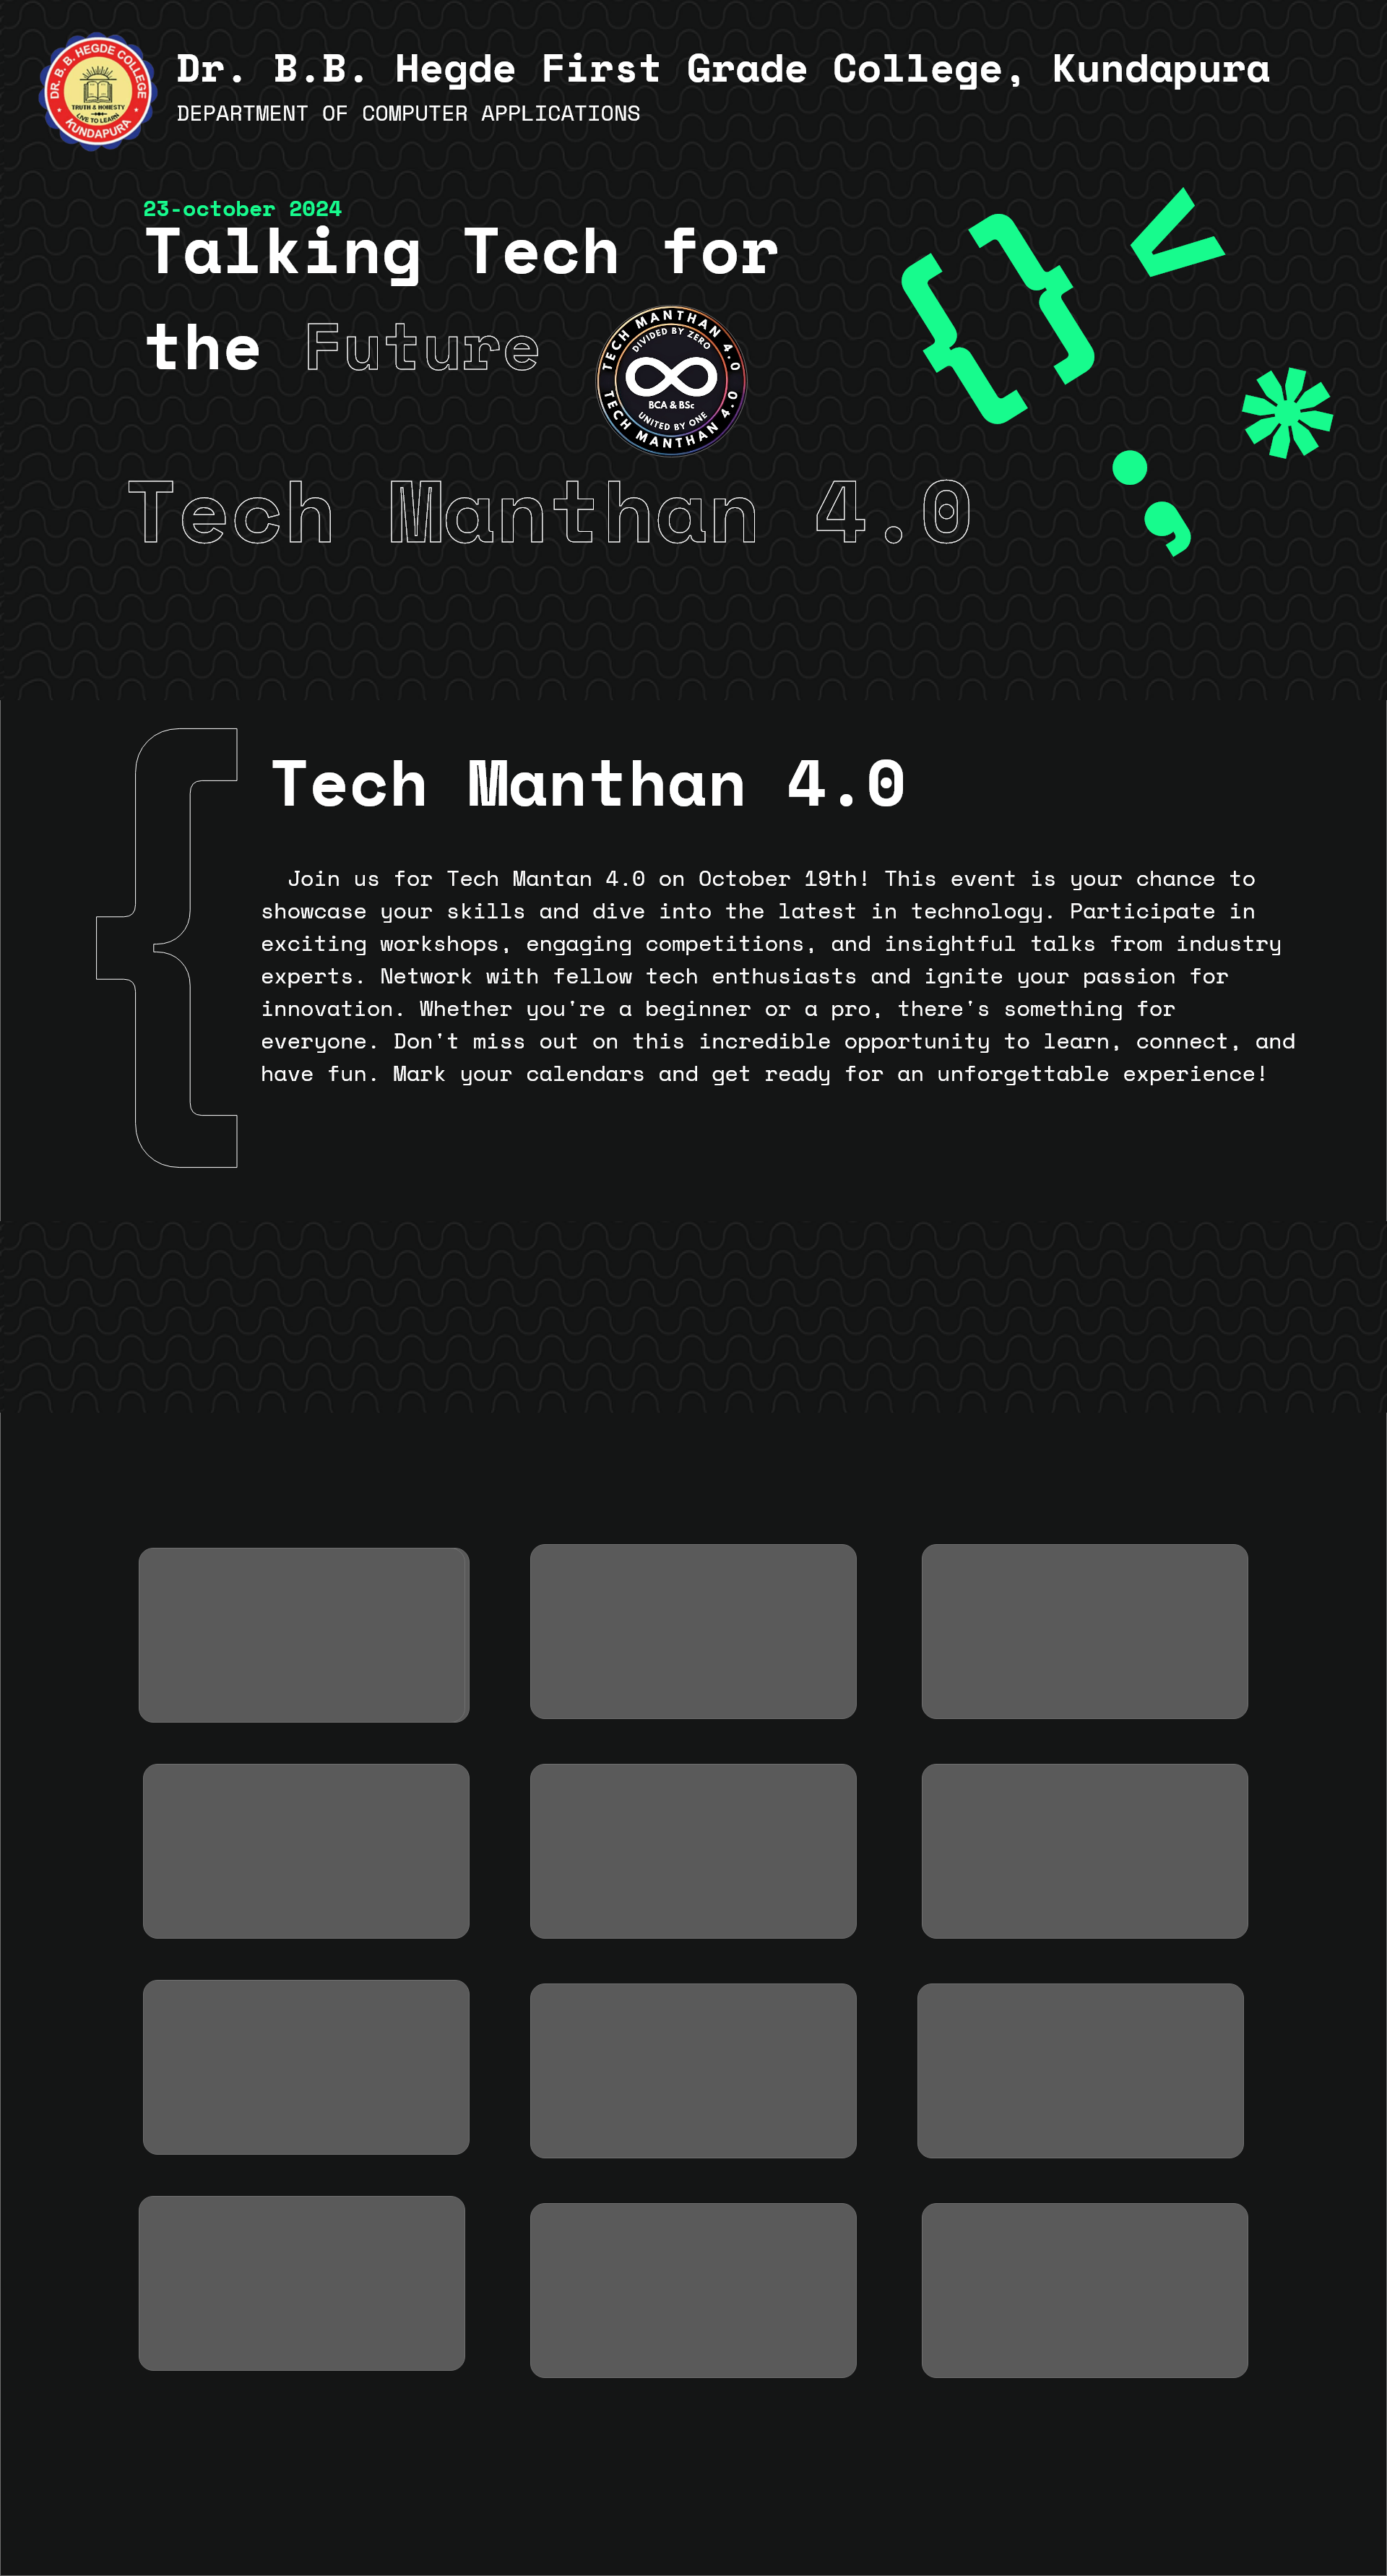 Dr. B.B. Hegde First Grade College, Kundapura
DEPARTMENT OF COMPUTER APPLICATIONS
DR. B. B. HEGDE COLLEGE
TRUTH & HONESTY
LIVE TO LEARN
KUNDAPURA
23-october 2024
Talking Tech for
the Future
TECH MANTHAN 4.0
DIVIDED BY ZERO
BCA & BSc
UNITED BY ONE
TECH MANTHAN 4.0
Tech Manthan 4.0
{} <
*
;
{
Tech Manthan 4.0
Join us for Tech Mantan 4.0 on October 19th! This event is your chance to
showcase your skills and dive into the latest in technology. Participate in
exciting workshops, engaging competitions, and insightful talks from industry
experts. Network with fellow tech enthusiasts and ignite your passion for
innovation. Whether you're a beginner or a pro, there's something for
everyone. Don't miss out on this incredible opportunity to learn, connect, and
have fun. Mark your calendars and get ready for an unforgettable experience!